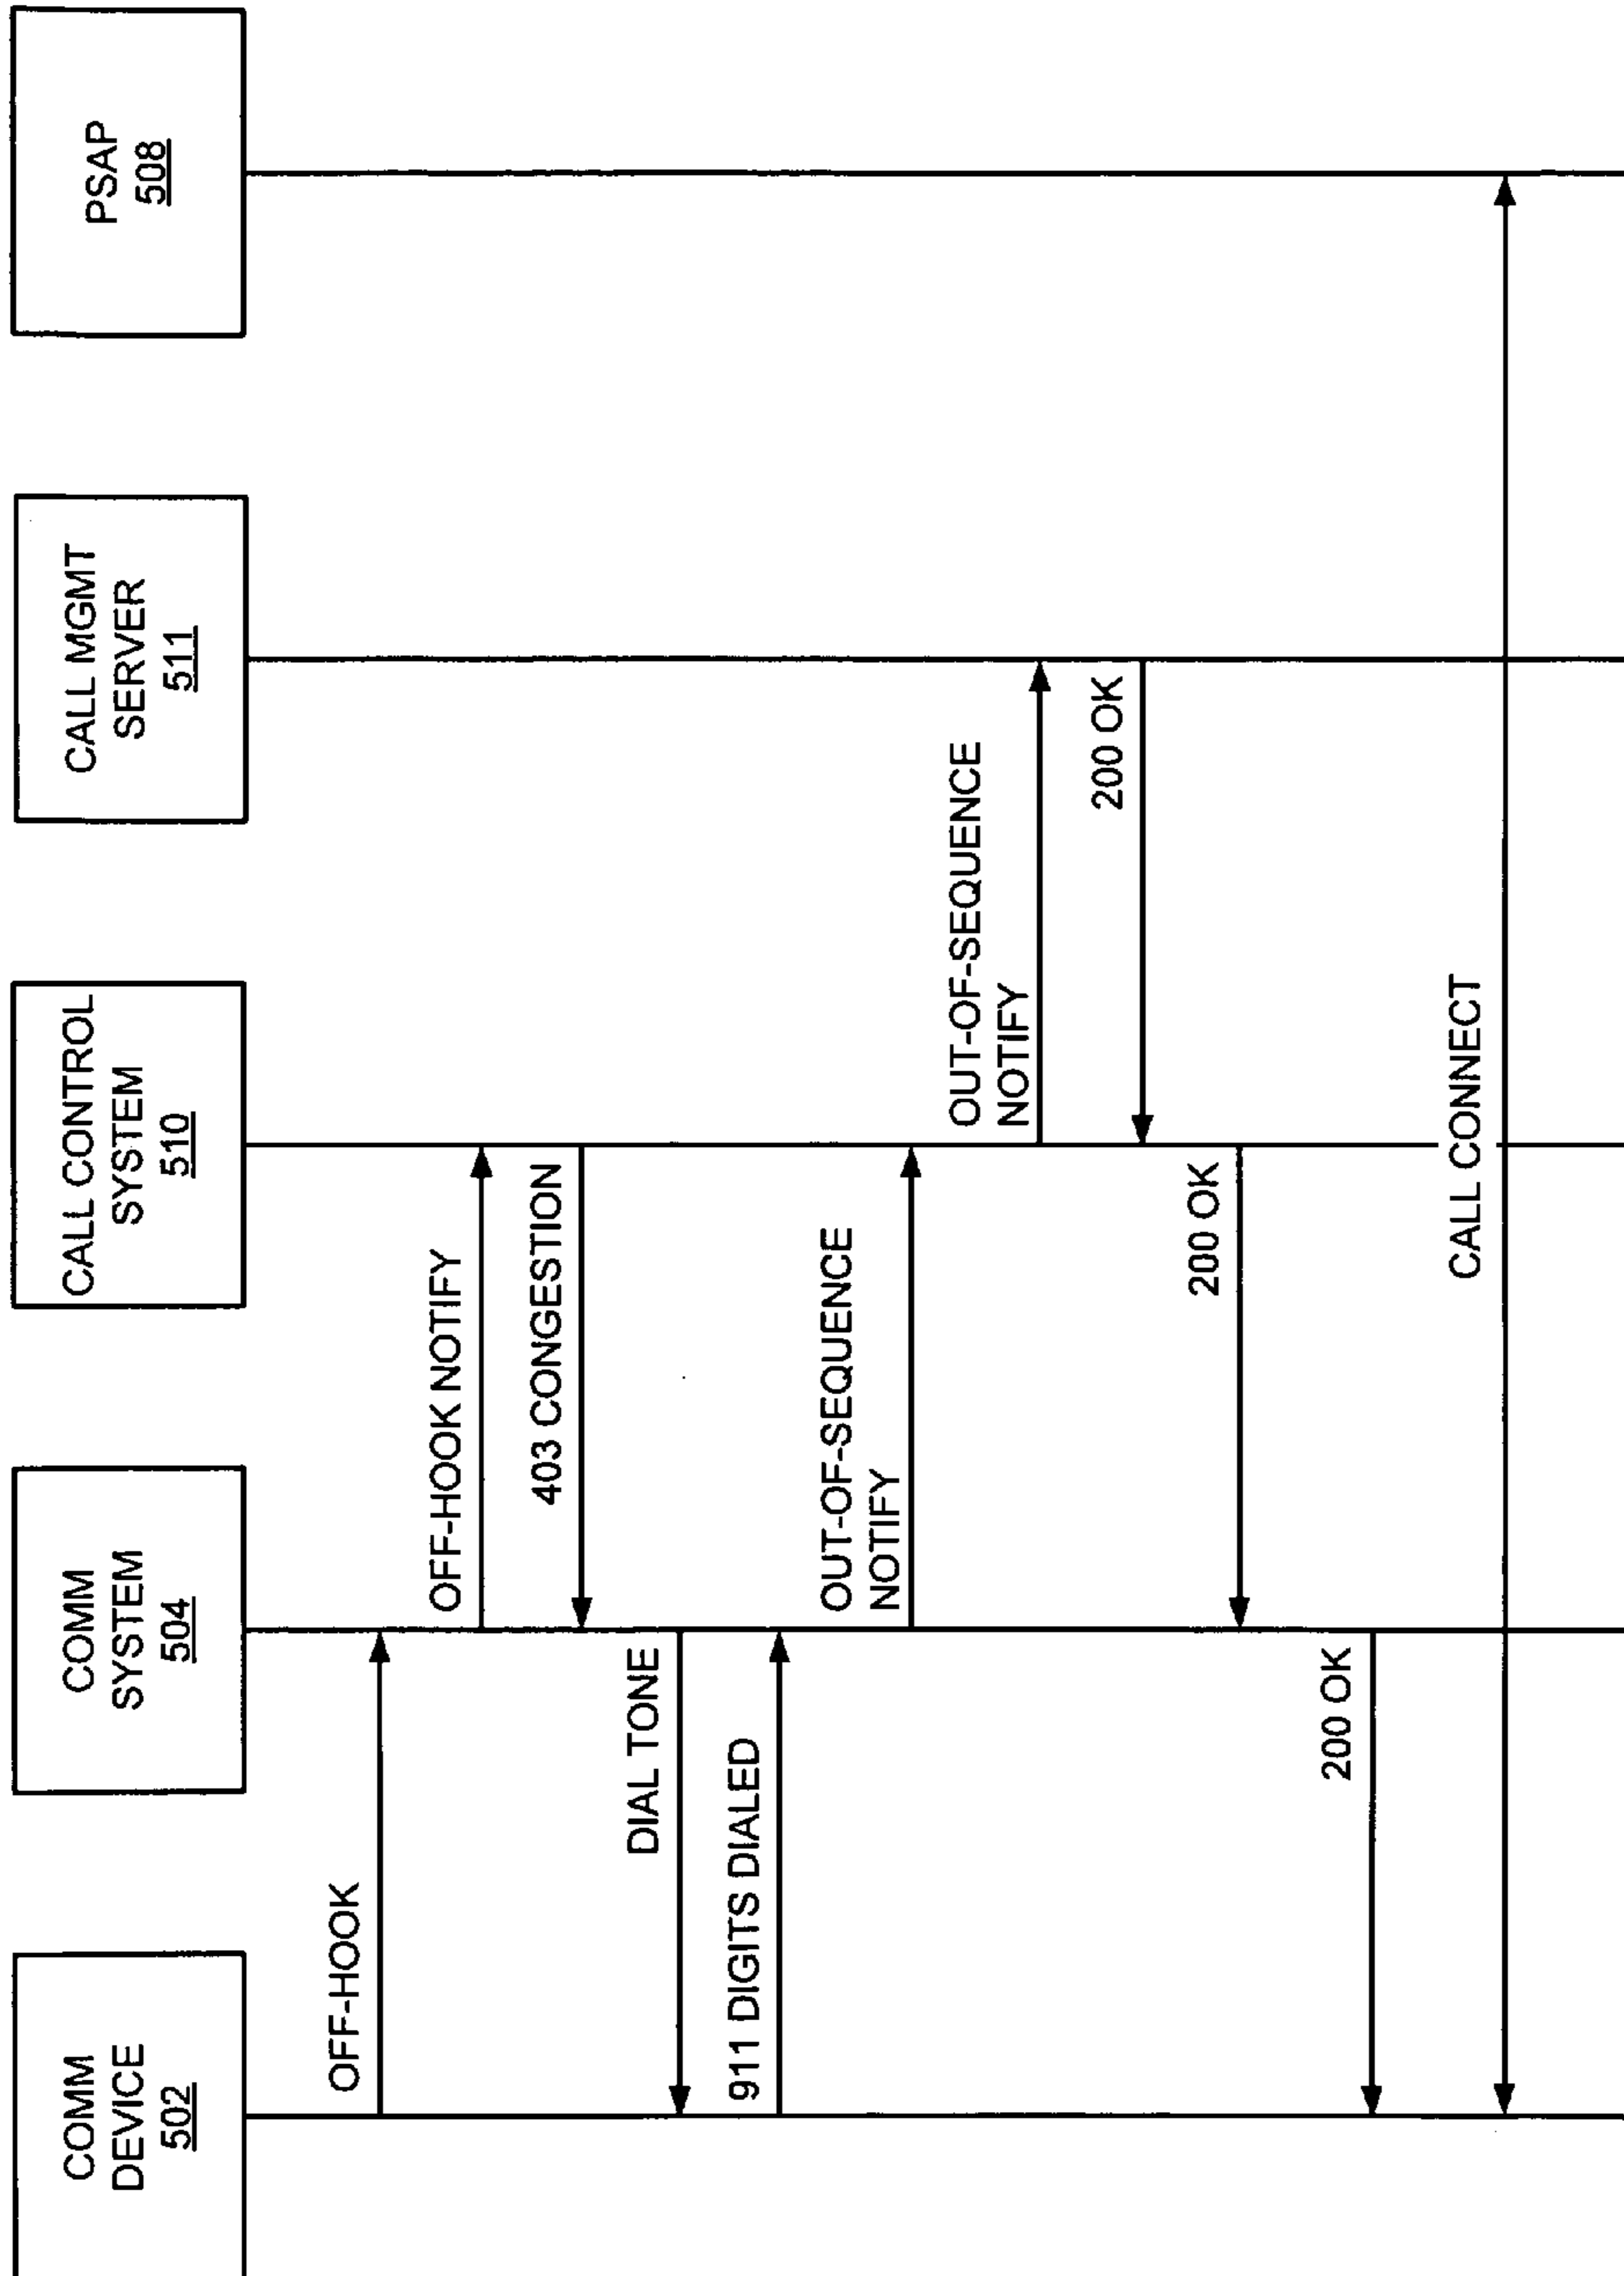 COMM
DEVICE
502
COMM
SYSTEM
504
CALL CONTROL
SYSTEM
510
CALL MGMT
SERVER
511
PSAP
508
OFF-HOOK
OFF-HOOK NOTIFY
403 CONGESTION
DIAL TONE
911 DIGITS DIALED
OUT-OF-SEQUENCE
NOTIFY
OUT-OF-SEQUENCE
NOTIFY
200 OK
200 OK
200 OK
CALL CONNECT